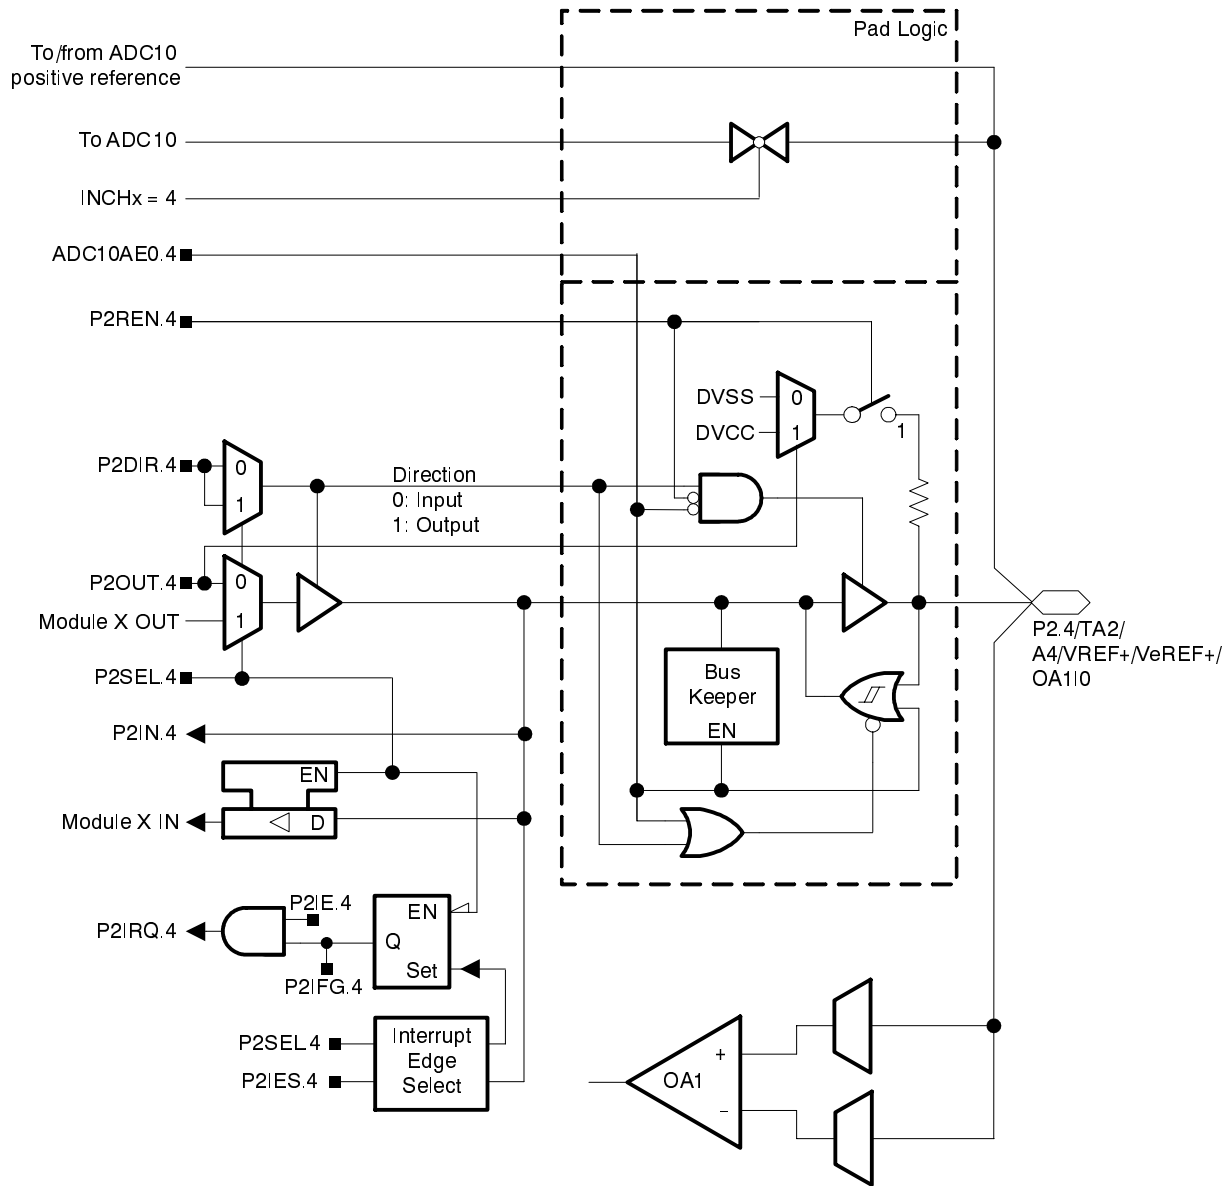 Pad Logic
To/from ADC10
positive reference
To ADC10
INCHx = 4
ADC10AE0.4
P2REN.4
DVSS
0
DVCC
1
1
P2DIR.4
0
1
Direction
0: Input
1: Output
P2OUT.4
0
Module X OUT
1
P2SEL.4
P2.4/TA2/
A4/VREF+/VeREF+/
OA1I0
Bus
Keeper
EN
P2IN.4
EN
Module X IN
D
P2IE.4
P2IRQ.4
EN
Q
Set
P2IFG.4
P2SEL4
P2IES.4
Interrupt
Edge
Select
+
OA1
−